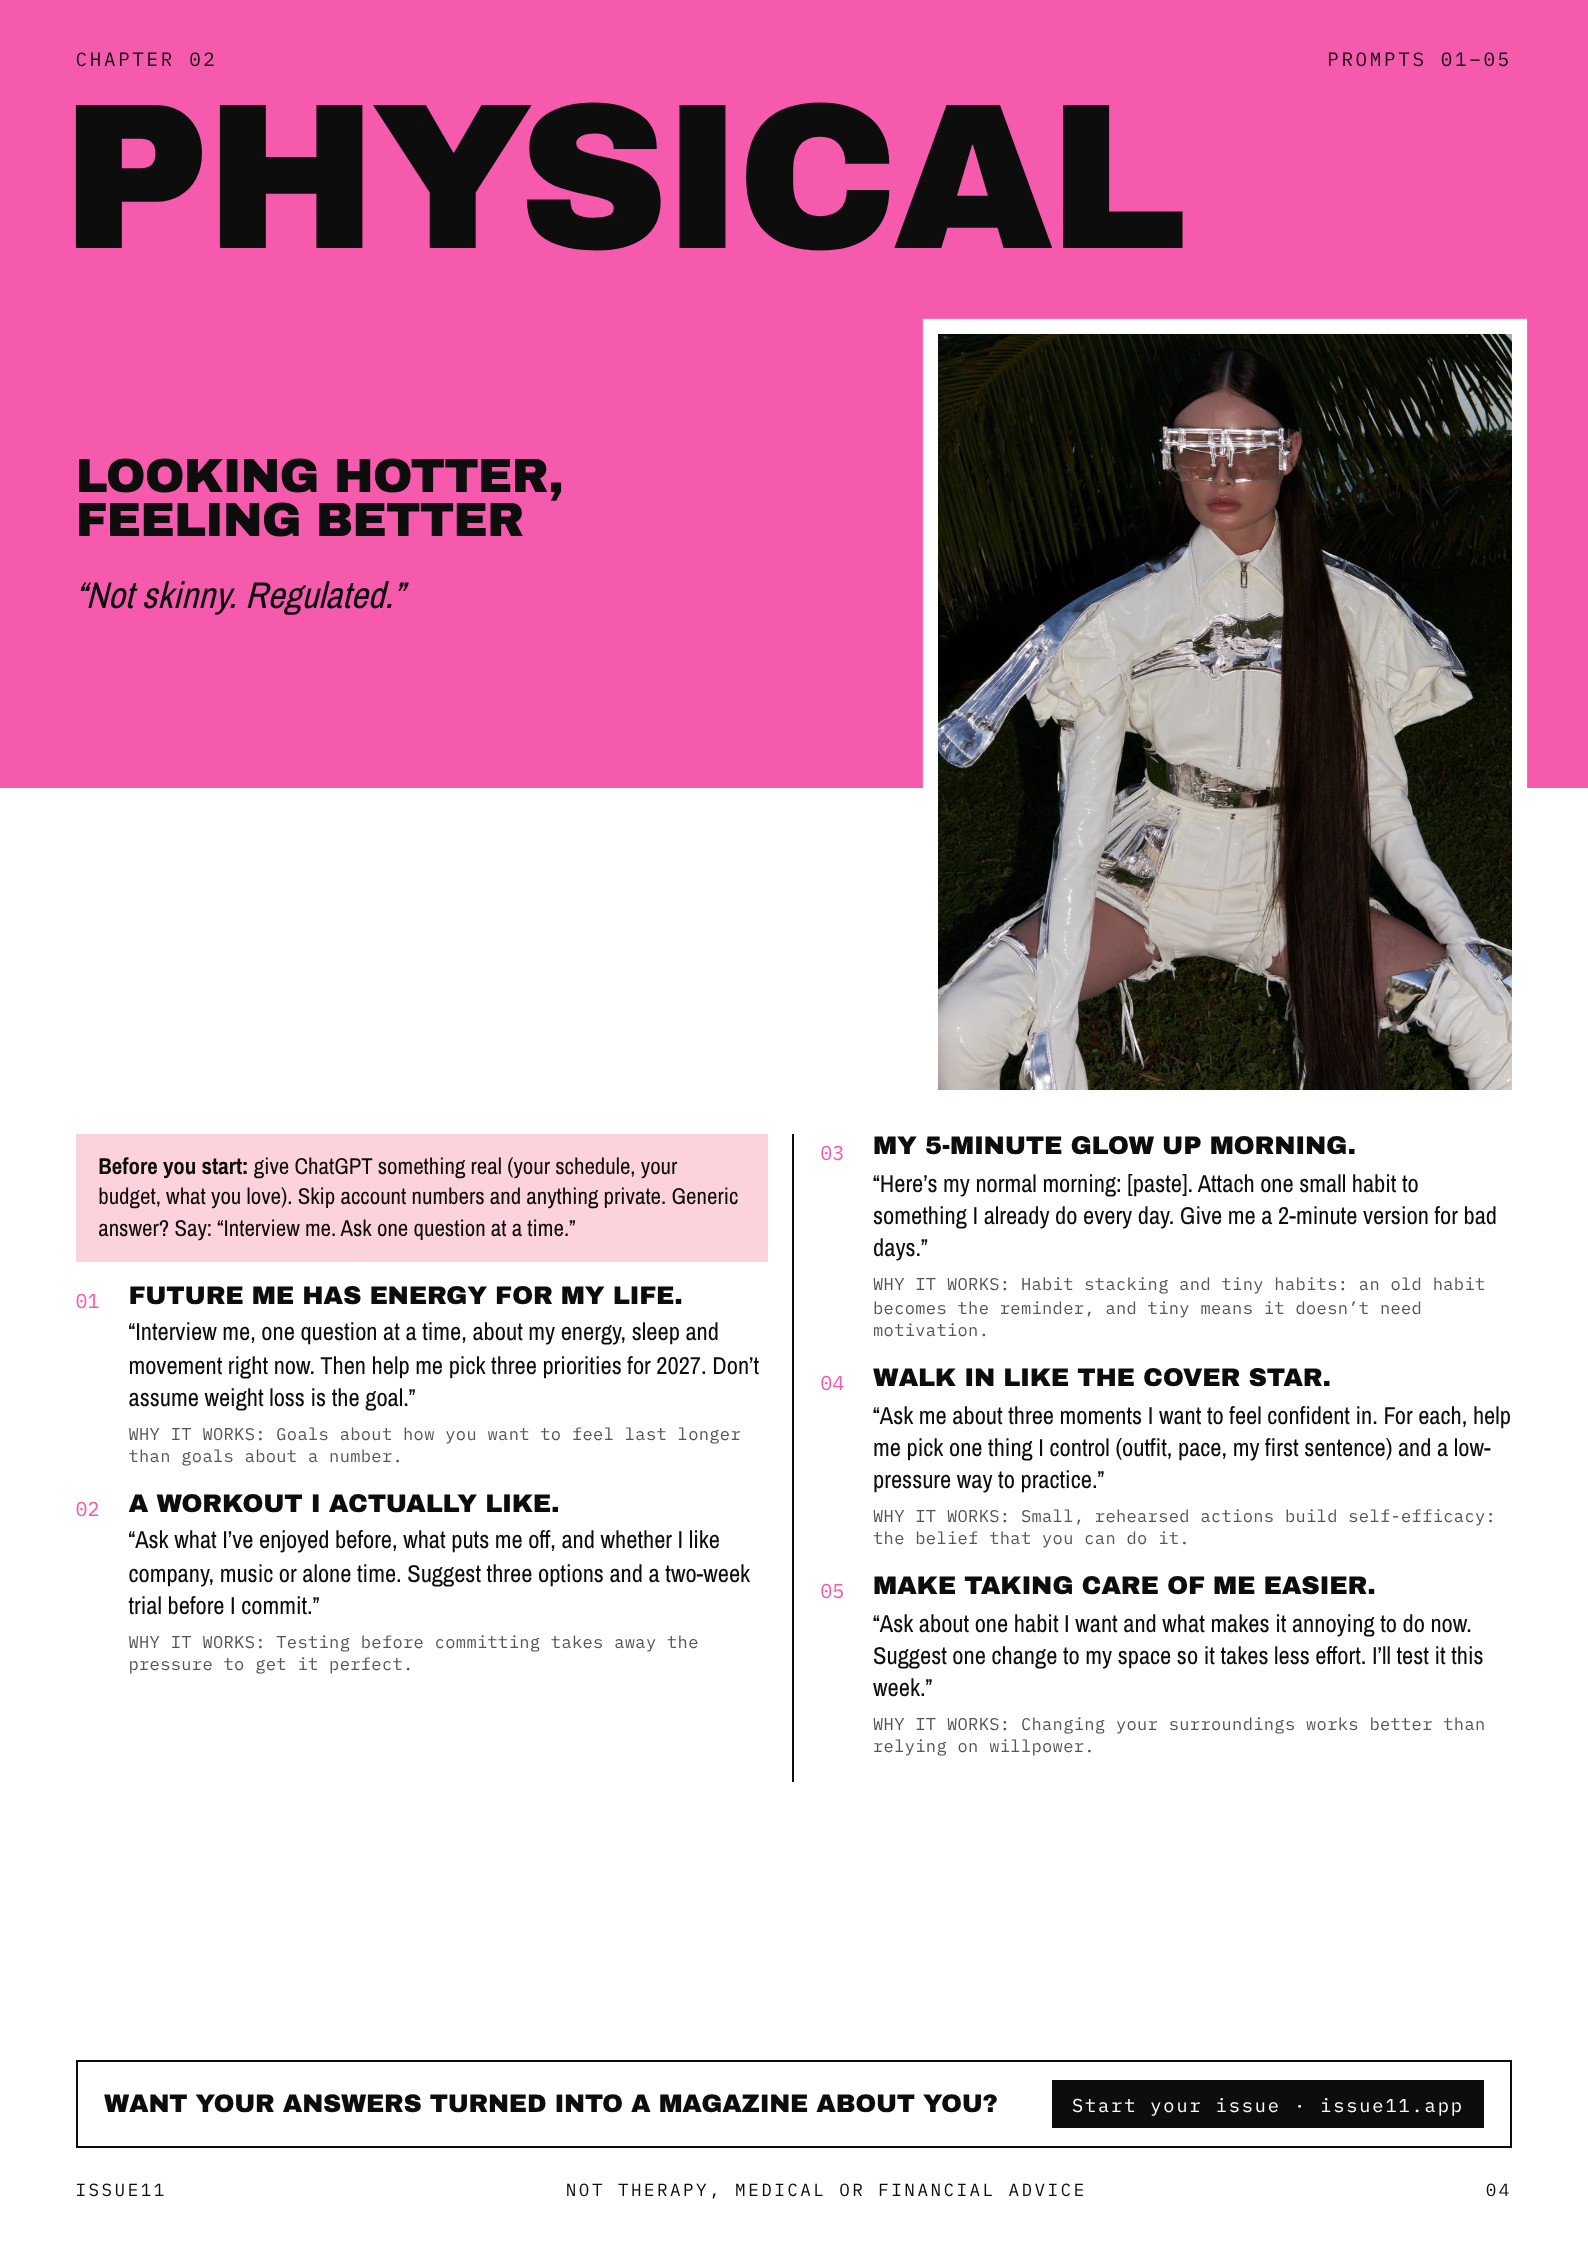 CHAPTER 02
PROMPTS 01–05
PHYSICAL
LOOKING HOTTER,
FEELING BETTER
“Not skinny. Regulated.”
Before you start: give ChatGPT something real (your schedule, your
budget, what you love). Skip account numbers and anything private. Generic
answer? Say: “Interview me. Ask one question at a time.”
01
FUTURE ME HAS ENERGY FOR MY LIFE.
“Interview me, one question at a time, about my energy, sleep and
movement right now. Then help me pick three priorities for 2027. Don’t
assume weight loss is the goal.”
WHY IT WORKS: Goals about how you want to feel last longer
than goals about a number.
02
A WORKOUT I ACTUALLY LIKE.
“Ask what I’ve enjoyed before, what puts me off, and whether I like
company, music or alone time. Suggest three options and a two-week
trial before I commit.”
WHY IT WORKS: Testing before committing takes away the
pressure to get it perfect.
03
MY 5-MINUTE GLOW UP MORNING.
“Here’s my normal morning: [paste]. Attach one small habit to
something I already do every day. Give me a 2-minute version for bad
days.”
WHY IT WORKS: Habit stacking and tiny habits: an old habit
becomes the reminder, and tiny means it doesn’t need
motivation.
04
WALK IN LIKE THE COVER STAR.
“Ask me about three moments I want to feel confident in. For each, help
me pick one thing I control (outfit, pace, my first sentence) and a low-
pressure way to practice.”
WHY IT WORKS: Small, rehearsed actions build self-efficacy:
the belief that you can do it.
05
MAKE TAKING CARE OF ME EASIER.
“Ask about one habit I want and what makes it annoying to do now.
Suggest one change to my space so it takes less effort. I’ll test it this
week.”
WHY IT WORKS: Changing your surroundings works better than
relying on willpower.
WANT YOUR ANSWERS TURNED INTO A MAGAZINE ABOUT YOU?
Start your issue · issue11.app
ISSUE11
NOT THERAPY, MEDICAL OR FINANCIAL ADVICE
04